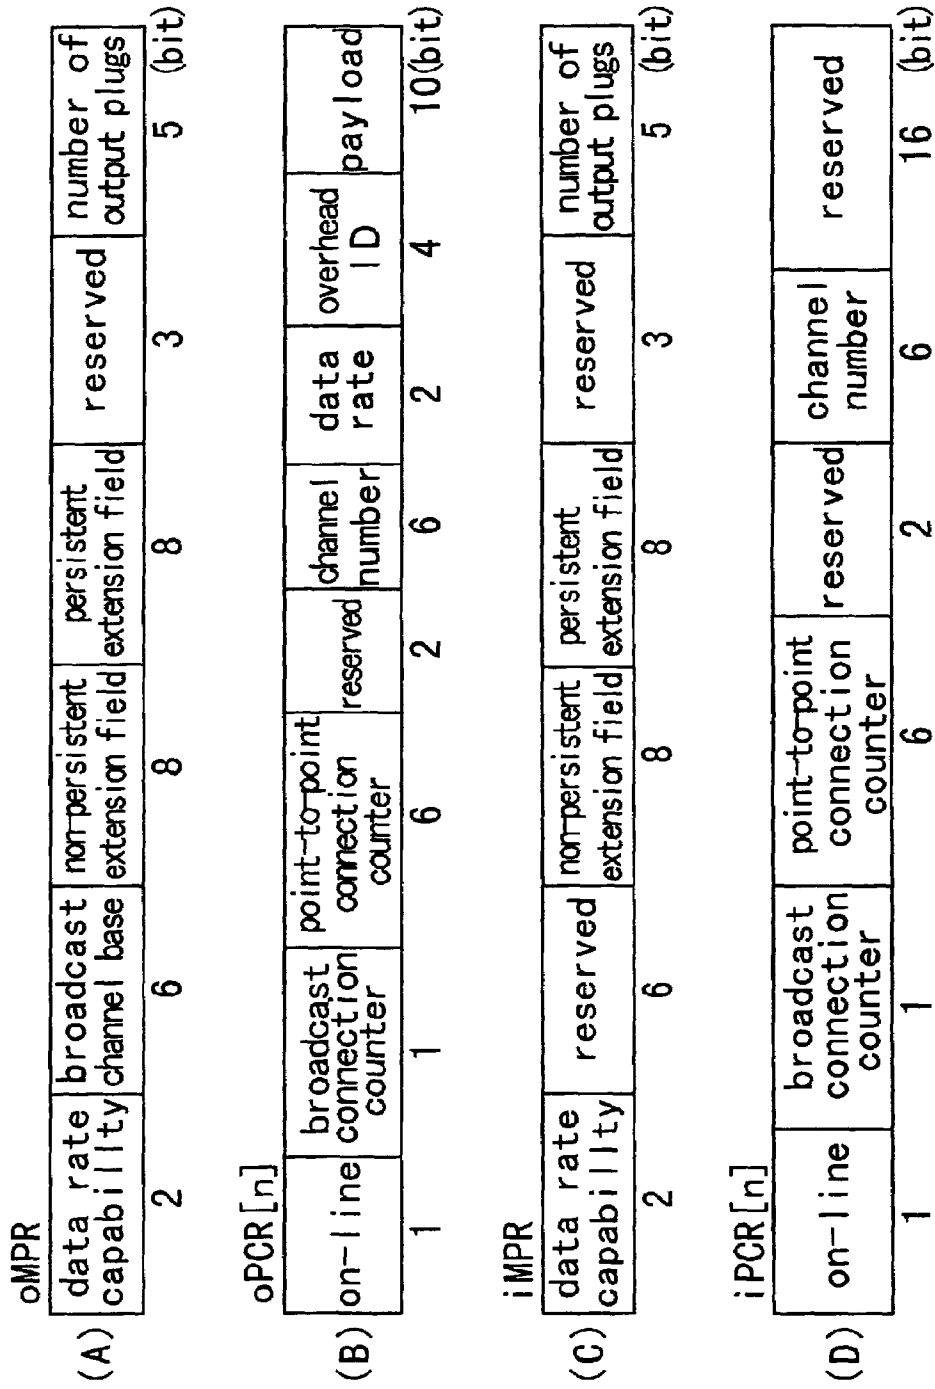 (A)
oMPR
data rate
capability
broadcast
channel base
non-persistent
extension field
persistent
extension field
reserved
number of
output plugs
2
6
8
8
3
5
(bit)
(B)
oPCR[n]
on-line
broadcast
connection
counter
point-to-point
connection
counter
reserved
channel
number
data
rate
overhead
ID
payload
1
1
6
2
6
2
4
10(bit)
(C)
iMPR
data rate
capability
reserved
non-persistent
extension field
persistent
extension field
reserved
number of
output plugs
2
6
8
8
3
5
(bit)
(D)
iPCR[n]
on-line
broadcast
connection
counter
point-to-point
connection
counter
reserved
channel
number
reserved
1
1
6
2
6
16
(bit)